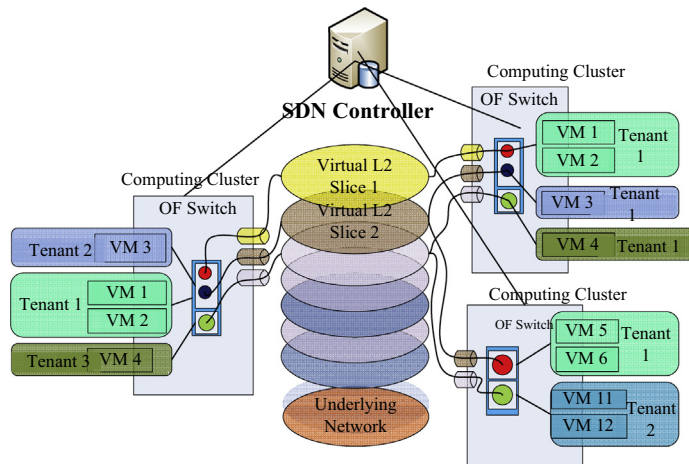 SDN Controller
Virtual L2
Slice 1
Virtual L2
Slice 2
Underlying
Network
Computing Cluster
OF Switch
Tenant 2
VM 3
Tenant 1
VM 1
VM 2
Tenant 3
VM 4
Computing Cluster
OF Switch
VM 1
VM 2
Tenant
1
VM 3
Tenant
1
VM 4
Tenant 1
Computing Cluster
OF Switch
VM 5
VM 6
Tenant
1
VM 11
VM 12
Tenant
2